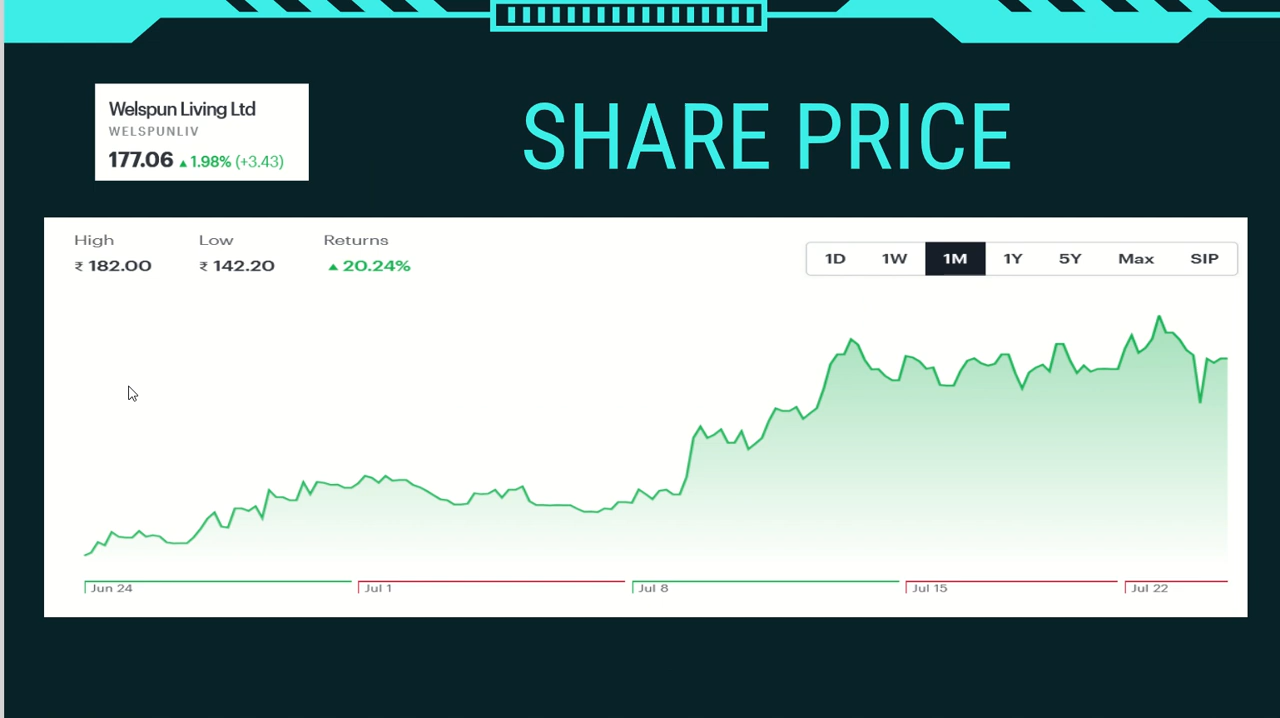 Welspun Living Ltd
WELSPUNLIV
177.06 ▲ 1.98% (+3.43)
SHARE PRICE
High Low Returns
₹ 182.00 ₹ 142.20 ▲ 20.24%
1D 1W 1M 1Y 5Y Max SIP
Jun 24 Jul 1 Jul 8 Jul 15 Jul 22